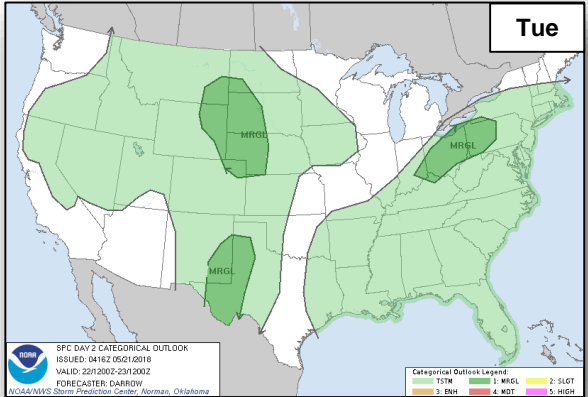 Tue
MRGL
MRGL
MRGL
NOAA
SPC DAY 2 CATEGORICAL OUTLOOK
ISSUED: 0416Z 05/21/2018
VALID: 22/1200Z-23/1200Z
FORECASTER: DARROW
NOAA/NWS Storm Prediction Center, Norman, Oklahoma
Categorical Outlook Legend:
TSTM 1: MRGL 2: SLGT
3: ENH 4: MDT 5: HIGH